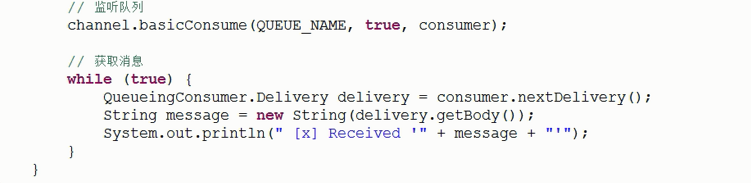 // 监听队列
channel.basicConsume(QUEUE_NAME, true, consumer);
// 获取消息
while (true) {
QueueingConsumer.Delivery delivery = consumer.nextDelivery();
String message = new String(delivery.getBody());
System.out.println(" [x] Received '" + message + "'");
}
}